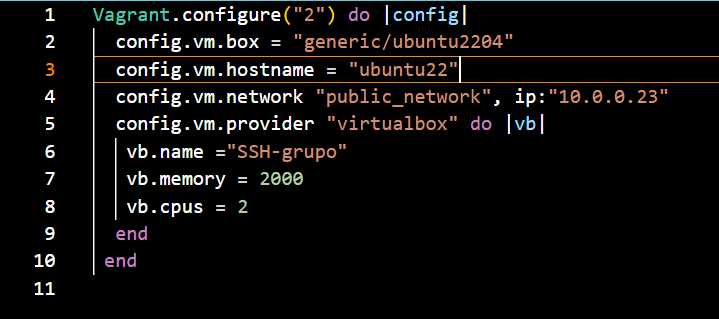 1 Vagrant.configure("2") do |config|
2 config.vm.box = "generic/ubuntu2204"
3 config.vm.hostname = "ubuntu22"
4 config.vm.network "public_network", ip:"10.0.0.23"
5 config.vm.provider "virtualbox" do |vb|
6 vb.name ="SSH-grupo"
7 vb.memory = 2000
8 vb.cpus = 2
9 end
10 end
11